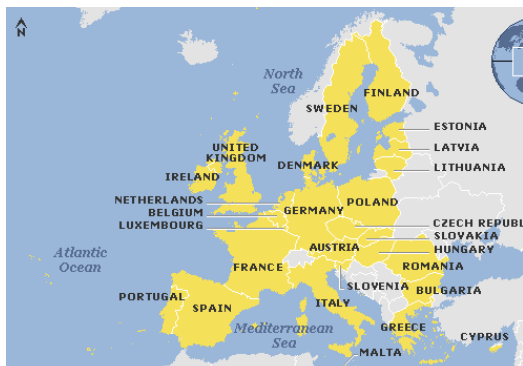 N
North
Sea
FINLAND
SWEDEN
ESTONIA
UNITED
KINGDOM
LATVIA
DENMARK
LITHUANIA
IRELAND
NETHERLANDS
POLAND
BELGIUM
GERMANY
LUXEMBOURG
CZECH REPUBL
SLOVAKIA
AUSTRIA
HUNGARY
Atlantic
Ocean
FRANCE
ROMANIA
SLOVENIA
BULGARIA
PORTUGAL
SPAIN
ITALY
Mediterranean
Sea
GREECE
CYPRUS
MALTA